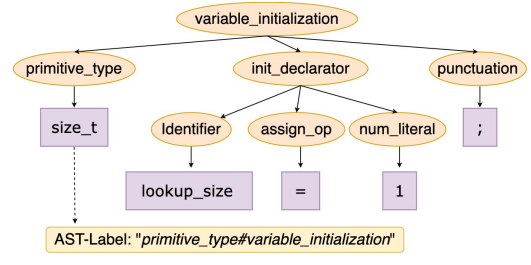 variable_initialization
primitive_type
init_declarator
punctuation
size_t
Identifier
assign_op
num_literal
;
lookup_size
=
1
AST-Label: "primitive_type#variable_initialization"